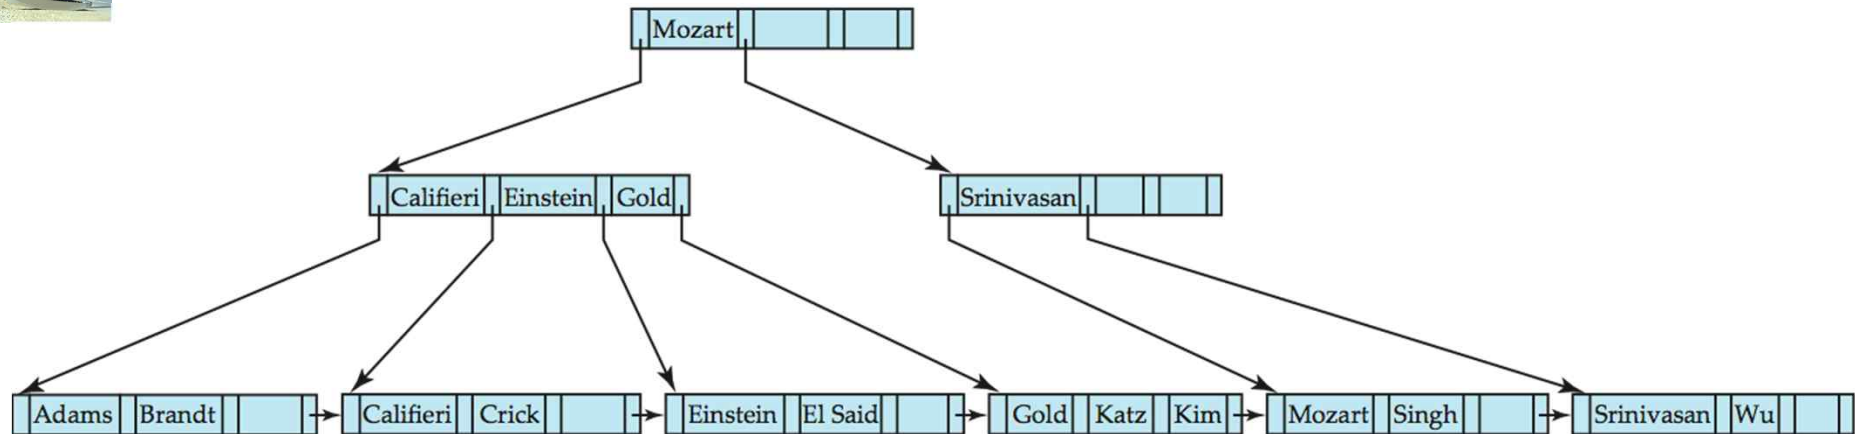 Mozart
Califieri Einstein Gold
Srinivasan
Adams Brandt
Califieri Crick
Einstein El Said
Gold Katz Kim
Mozart Singh
Srinivasan Wu